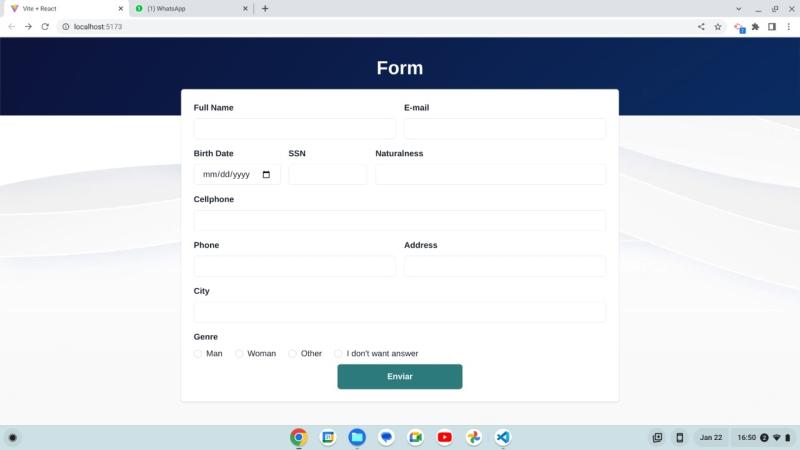 Vite + React
(1) WhatsApp
localhost:5173
Form
Full Name E-mail
Birth Date SSN Naturalness
mm/dd/yyyy
Cellphone
Phone Address
City
Genre
Man Woman Other I don't want answer
Enviar
Jan 22 16:50 2